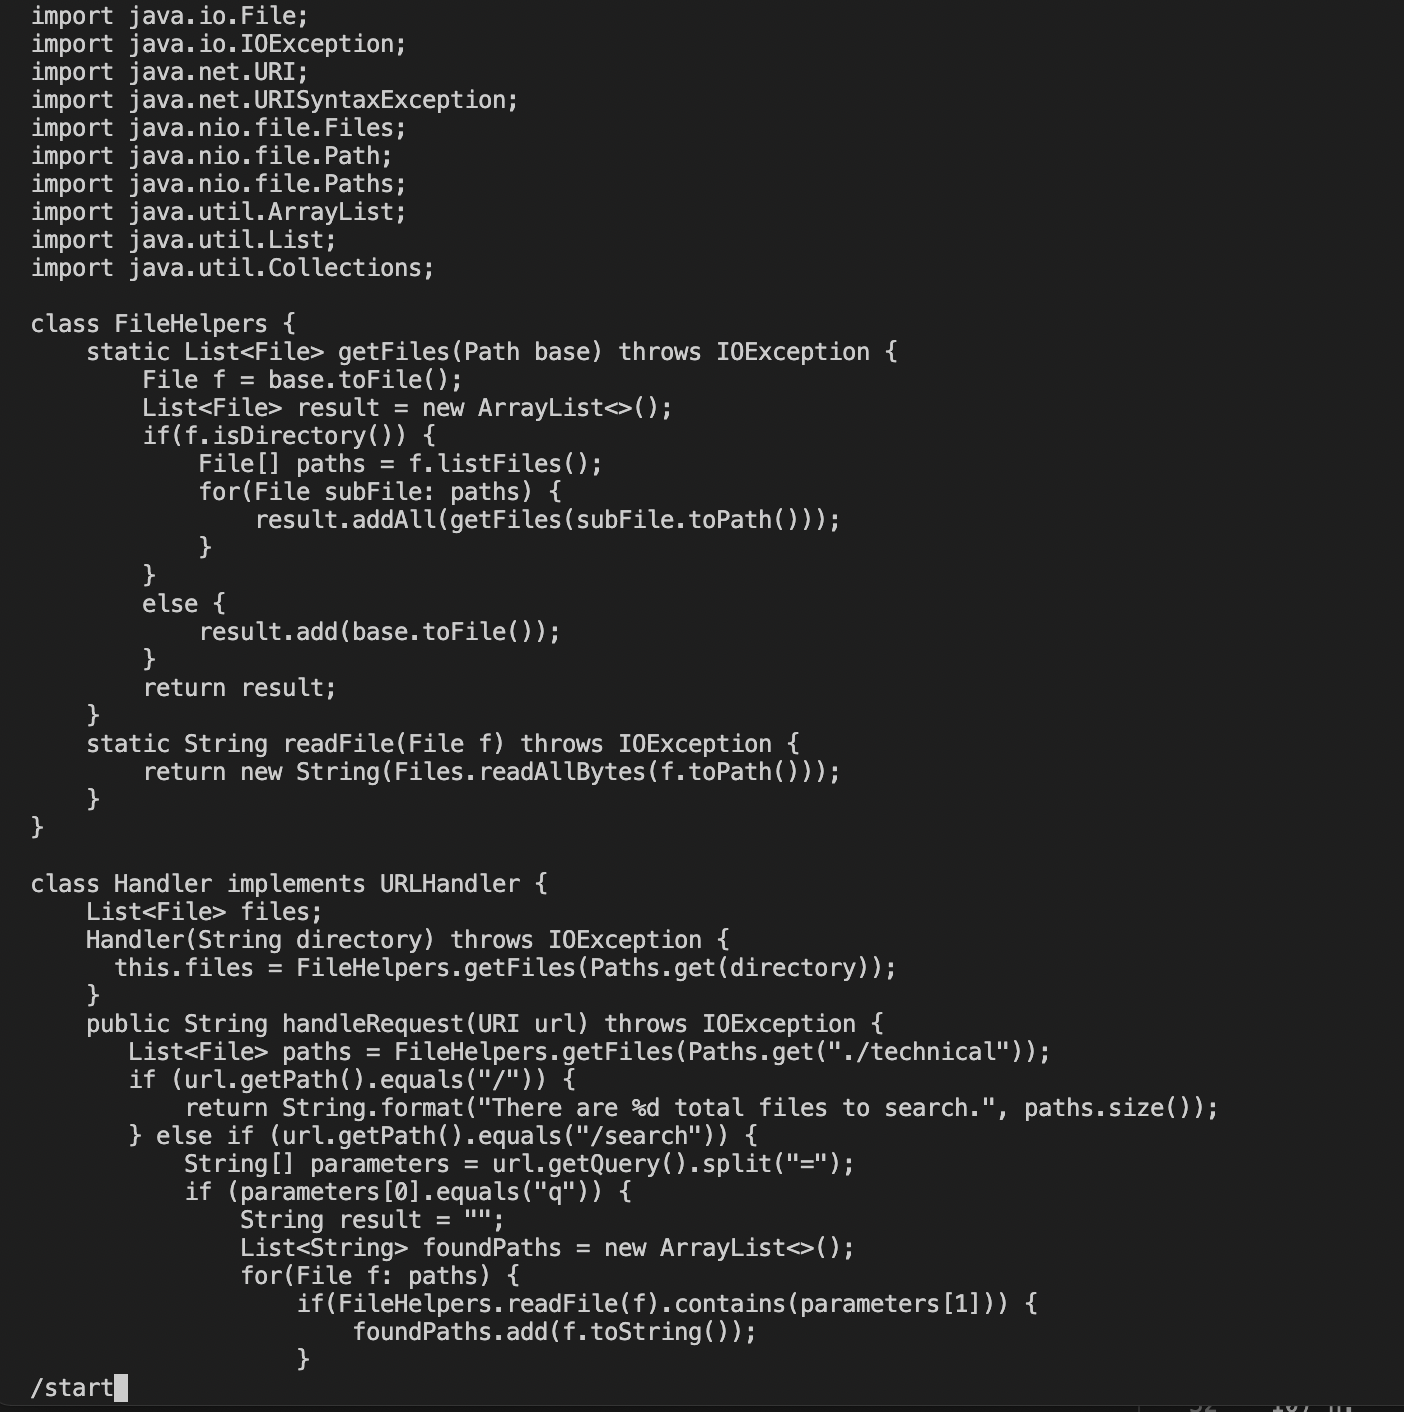 import java.io.File;
import java.io.IOException;
import java.net.URI;
import java.net.URISyntaxException;
import java.nio.file.Files;
import java.nio.file.Path;
import java.nio.file.Paths;
import java.util.ArrayList;
import java.util.List;
import java.util.Collections;

class FileHelpers {
    static List<File> getFiles(Path base) throws IOException {
        File f = base.toFile();
        List<File> result = new ArrayList<>();
        if(f.isDirectory()) {
            File[] paths = f.listFiles();
            for(File subFile: paths) {
                result.addAll(getFiles(subFile.toPath()));
            }
        }
        else {
            result.add(base.toFile());
        }
        return result;
    }
    static String readFile(File f) throws IOException {
        return new String(Files.readAllBytes(f.toPath()));
    }
}

class Handler implements URLHandler {
    List<File> files;
    Handler(String directory) throws IOException {
      this.files = FileHelpers.getFiles(Paths.get(directory));
    }
    public String handleRequest(URI url) throws IOException {
       List<File> paths = FileHelpers.getFiles(Paths.get("./technical"));
       if (url.getPath().equals("/")) {
           return String.format("There are %d total files to search.", paths.size());
       } else if (url.getPath().equals("/search")) {
           String[] parameters = url.getQuery().split("=");
           if (parameters[0].equals("q")) {
               String result = "";
               List<String> foundPaths = new ArrayList<>();
               for(File f: paths) {
                   if(FileHelpers.readFile(f).contains(parameters[1])) {
                       foundPaths.add(f.toString());
                   }
/start